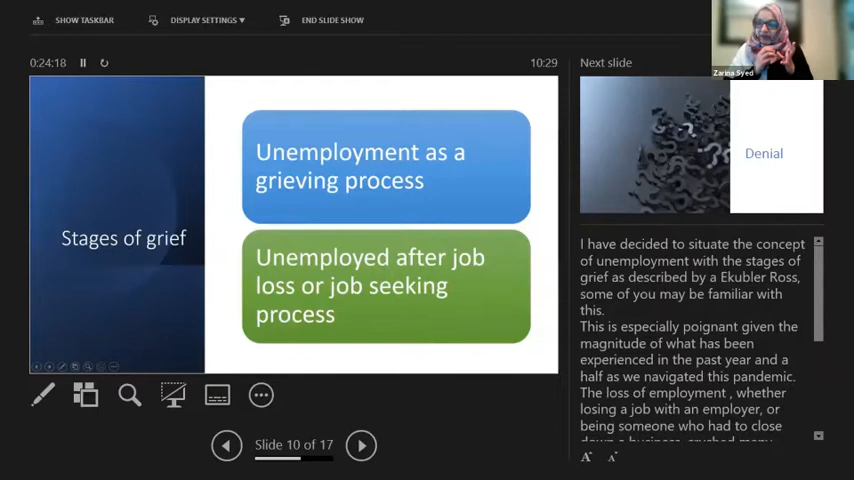 SHOW TASKBAR
DISPLAY SETTINGS ▼
END SLIDE SHOW
Zarina Syed
0:24:18
10:29
Next slide
Stages of grief
Unemployment as a
grieving process
Unemployed after job
loss or job seeking
process
Denial
I have decided to situate the concept
of unemployment with the stages of
grief as described by a Ekubler Ross,
some of you may be familiar with
this.
This is especially poignant given the
magnitude of what has been
experienced in the past year and a
half as we navigated this pandemic.
The loss of employment , whether
losing a job with an employer, or
being someone who had to close
down a business, crushed many
Slide 10 of 17
A A